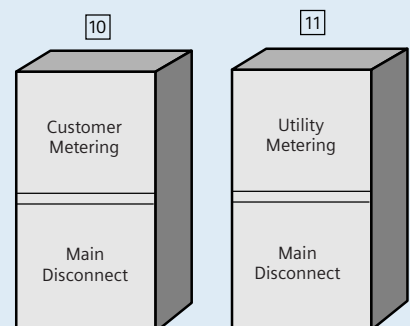 10
11
Customer
Metering
Utility
Metering
Main
Disconnect
Main
Disconnect